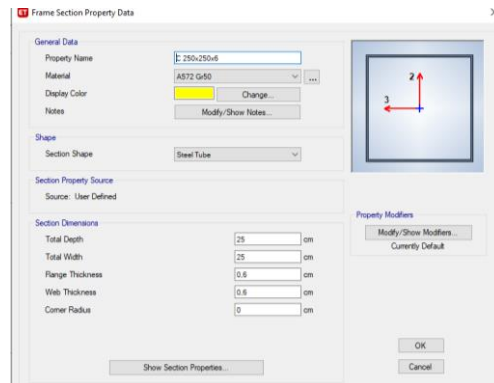 ET Frame Section Property Data
General Data
Property Name C 250x250x6
Material A572 Gr50 ...
Display Color Change...
Notes Modify/Show Notes...
Shape
Section Shape Steel Tube
Section Property Source
Source: User Defined
Section Dimensions
Total Depth 25 cm
Total Width 25 cm
Flange Thickness 0.6 cm
Web Thickness 0.6 cm
Corner Radius 0 cm
Show Section Properties...
2
3
Property Modifiers
Modify/Show Modifiers...
Currently Default
OK
Cancel